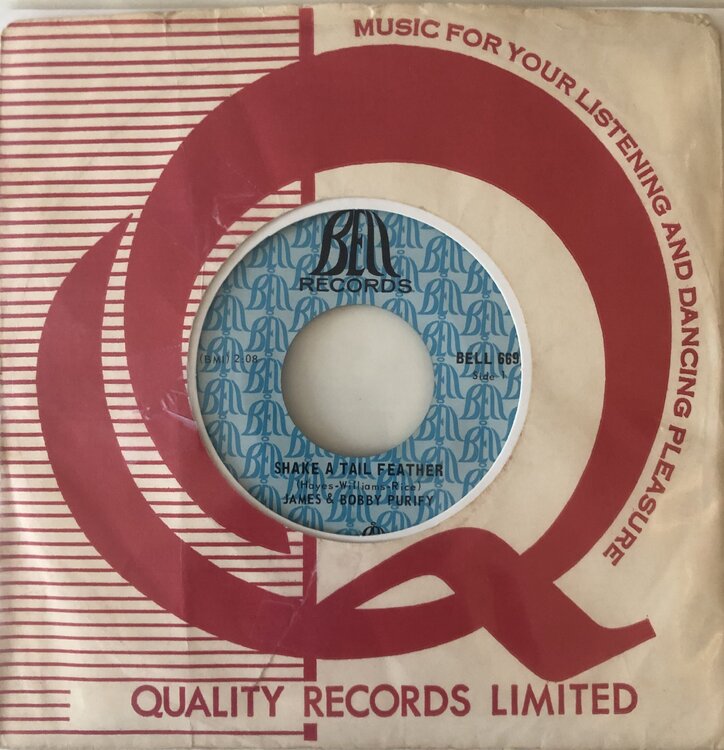 MUSIC FOR YOUR LISTENING AND DANCING PLEASURE
BELL
RECORDS
(BMI) 2:08
BELL 669
Side 1
SHAKE A TAIL FEATHER
(Hayes-Williams-Rice)
JAMES & BOBBY PURIFY
QUALITY RECORDS LIMITED